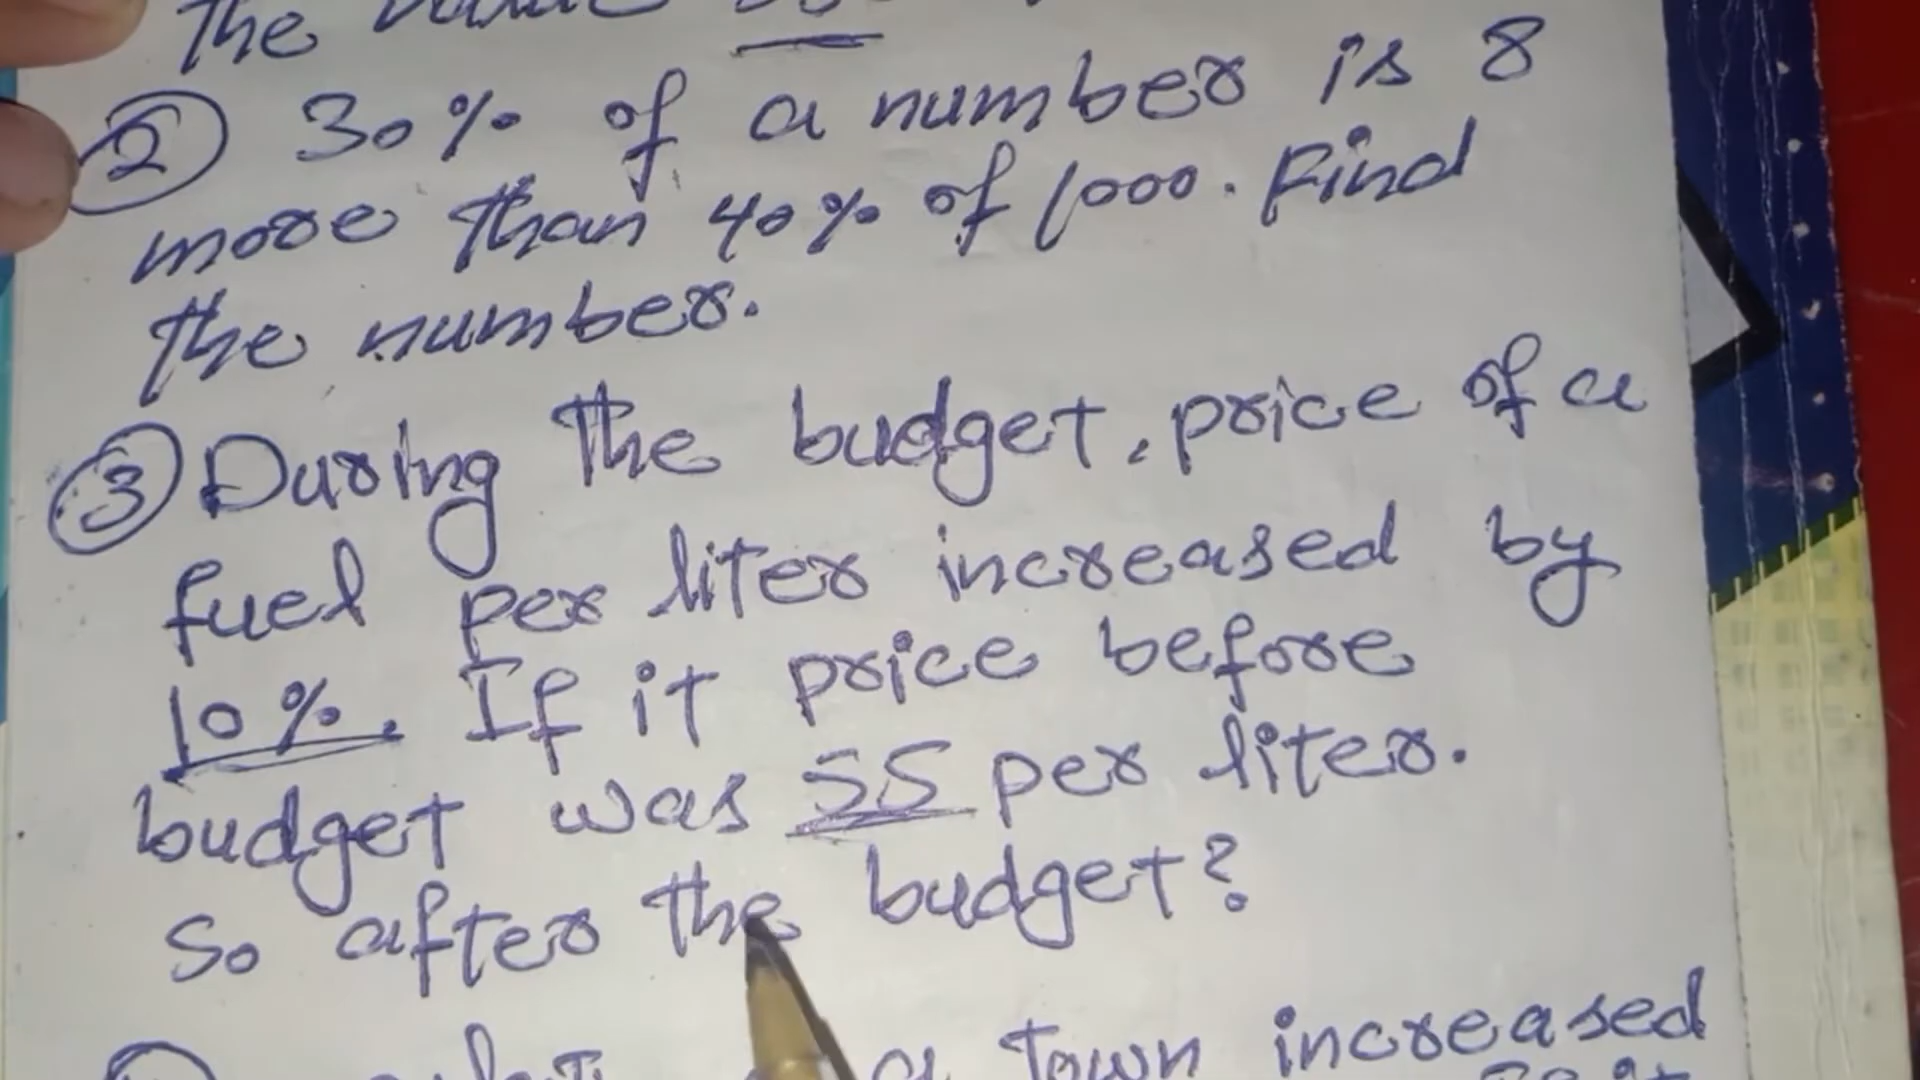 The
② 30% of a number is 8
more than 40% of 1000. Find
the number.
③ During the budget, price of a
fuel per liter increased by
10%. If it price before
budget was 55 per liter.
So after the budget?
a town increased